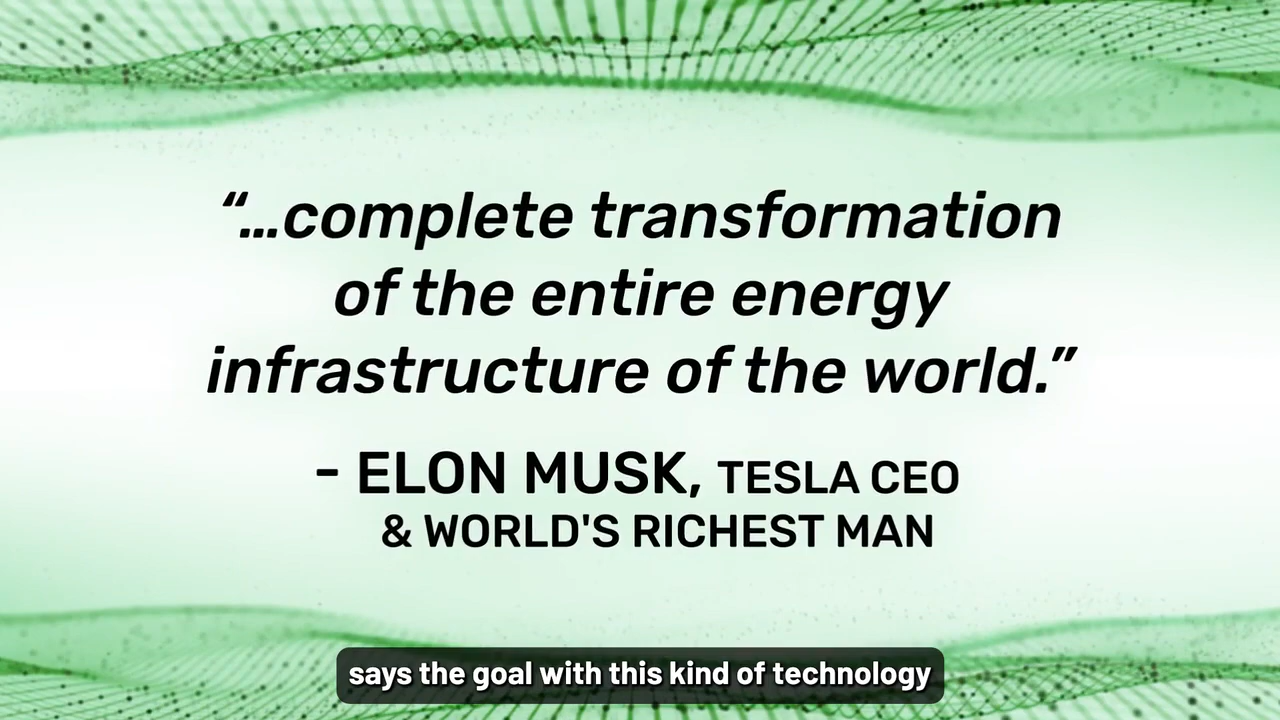 “…complete transformation
of the entire energy
infrastructure of the world.”
- ELON MUSK, TESLA CEO
& WORLD'S RICHEST MAN
says the goal with this kind of technology